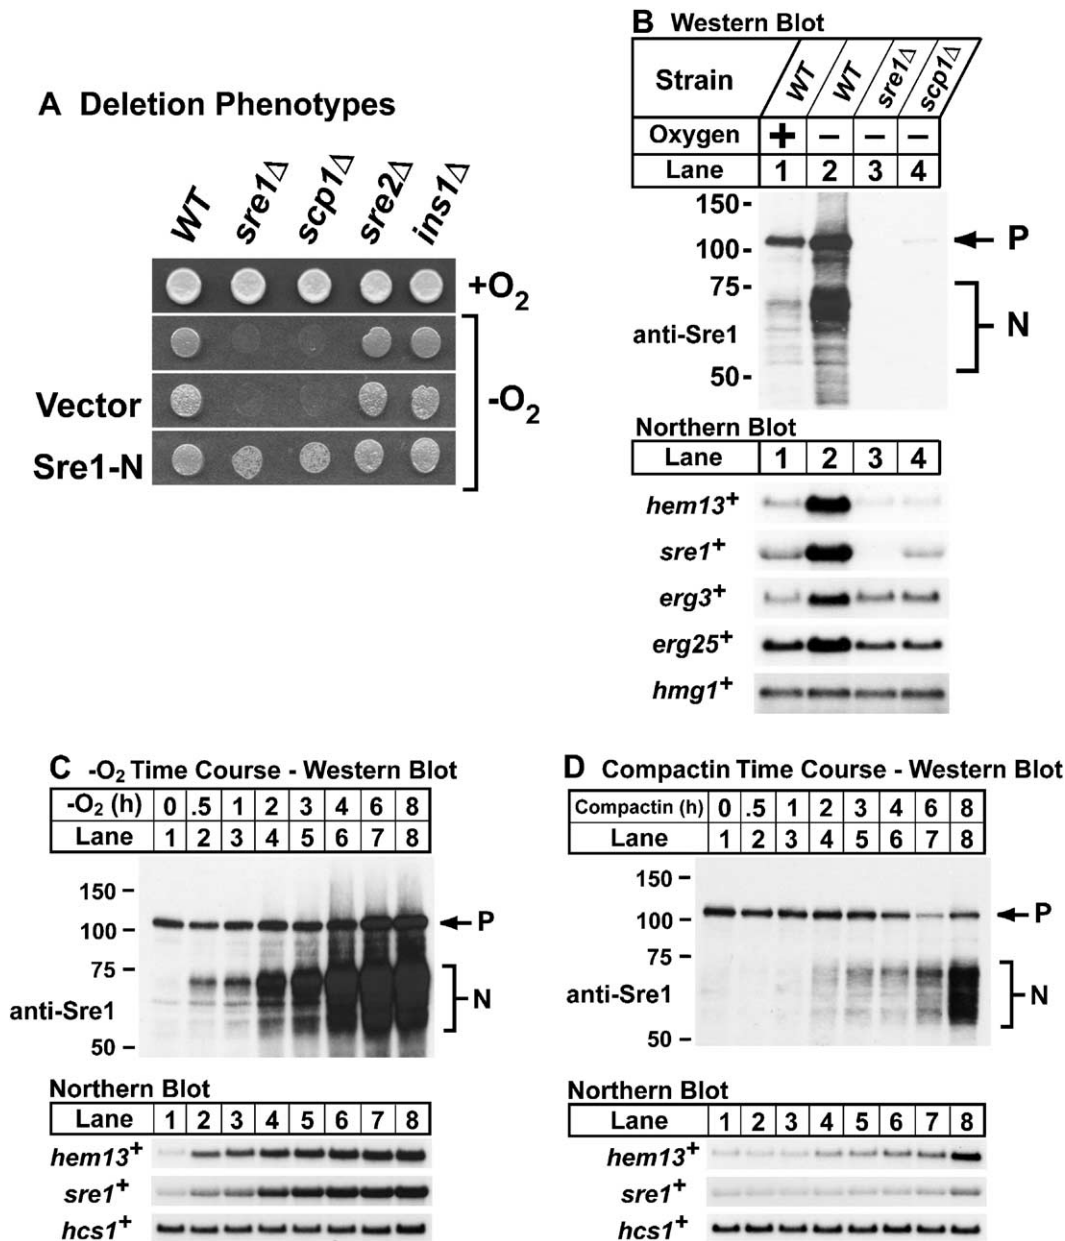 A Deletion Phenotypes
WT sre1Δ scp1Δ sre2Δ ins1Δ
+O2
Vector
-O2
Sre1-N
B Western Blot
Strain WT WT sre1Δ scp1Δ
Oxygen + - - -
Lane 1 2 3 4
150-
100-
P
75-
N
anti-Sre1
50-
Northern Blot
Lane 1 2 3 4
hem13+
sre1+
erg3+
erg25+
hmg1+
C -O2 Time Course - Western Blot
-O2 (h) 0 .5 1 2 3 4 6 8
Lane 1 2 3 4 5 6 7 8
150-
100-
P
75-
N
anti-Sre1
50-
Northern Blot
Lane 1 2 3 4 5 6 7 8
hem13+
sre1+
hcs1+
D Compactin Time Course - Western Blot
Compactin (h) 0 .5 1 2 3 4 6 8
Lane 1 2 3 4 5 6 7 8
150-
100-
P
75-
N
anti-Sre1
50-
Northern Blot
Lane 1 2 3 4 5 6 7 8
hem13+
sre1+
hcs1+